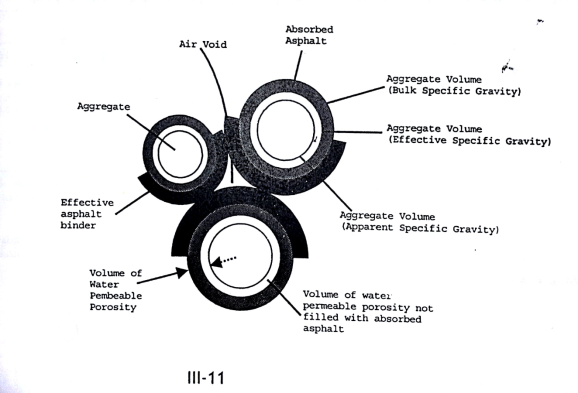 Absorbed
Asphalt
Air Void
Aggregate Volume
(Bulk Specific Gravity)
Aggregate
Aggregate Volume
(Effective Specific Gravity)
Effective
asphalt
binder
Aggregate Volume
(Apparent Specific Gravity)
Volume of
Water
Pembeable
Porosity
Volume of water
permeable porosity not
filled with absorbed
asphalt
III-11